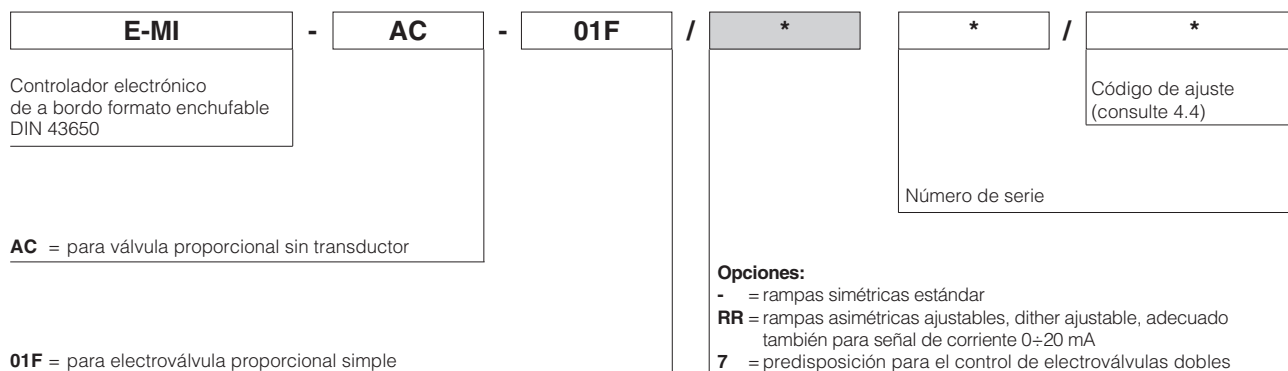 E-MI - AC - 01F / * * / *
Controlador electrónico
de a bordo formato enchufable
DIN 43650
Código de ajuste
(consulte 4.4)
Número de serie
AC = para válvula proporcional sin transductor
Opciones:
- = rampas simétricas estándar
RR = rampas asimétricas ajustables, dither ajustable, adecuado
también para señal de corriente 0÷20 mA
01F = para electroválvula proporcional simple
7 = predisposición para el control de electroválvulas dobles